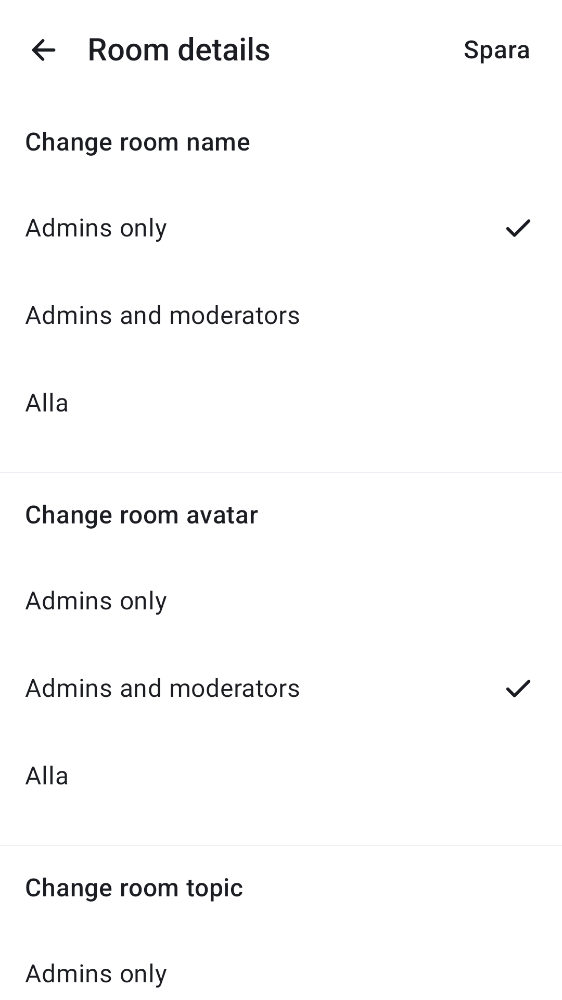 Room details
Spara
Change room name
Admins only
Admins and moderators
Alla
Change room avatar
Admins only
Admins and moderators
Alla
Change room topic
Admins only